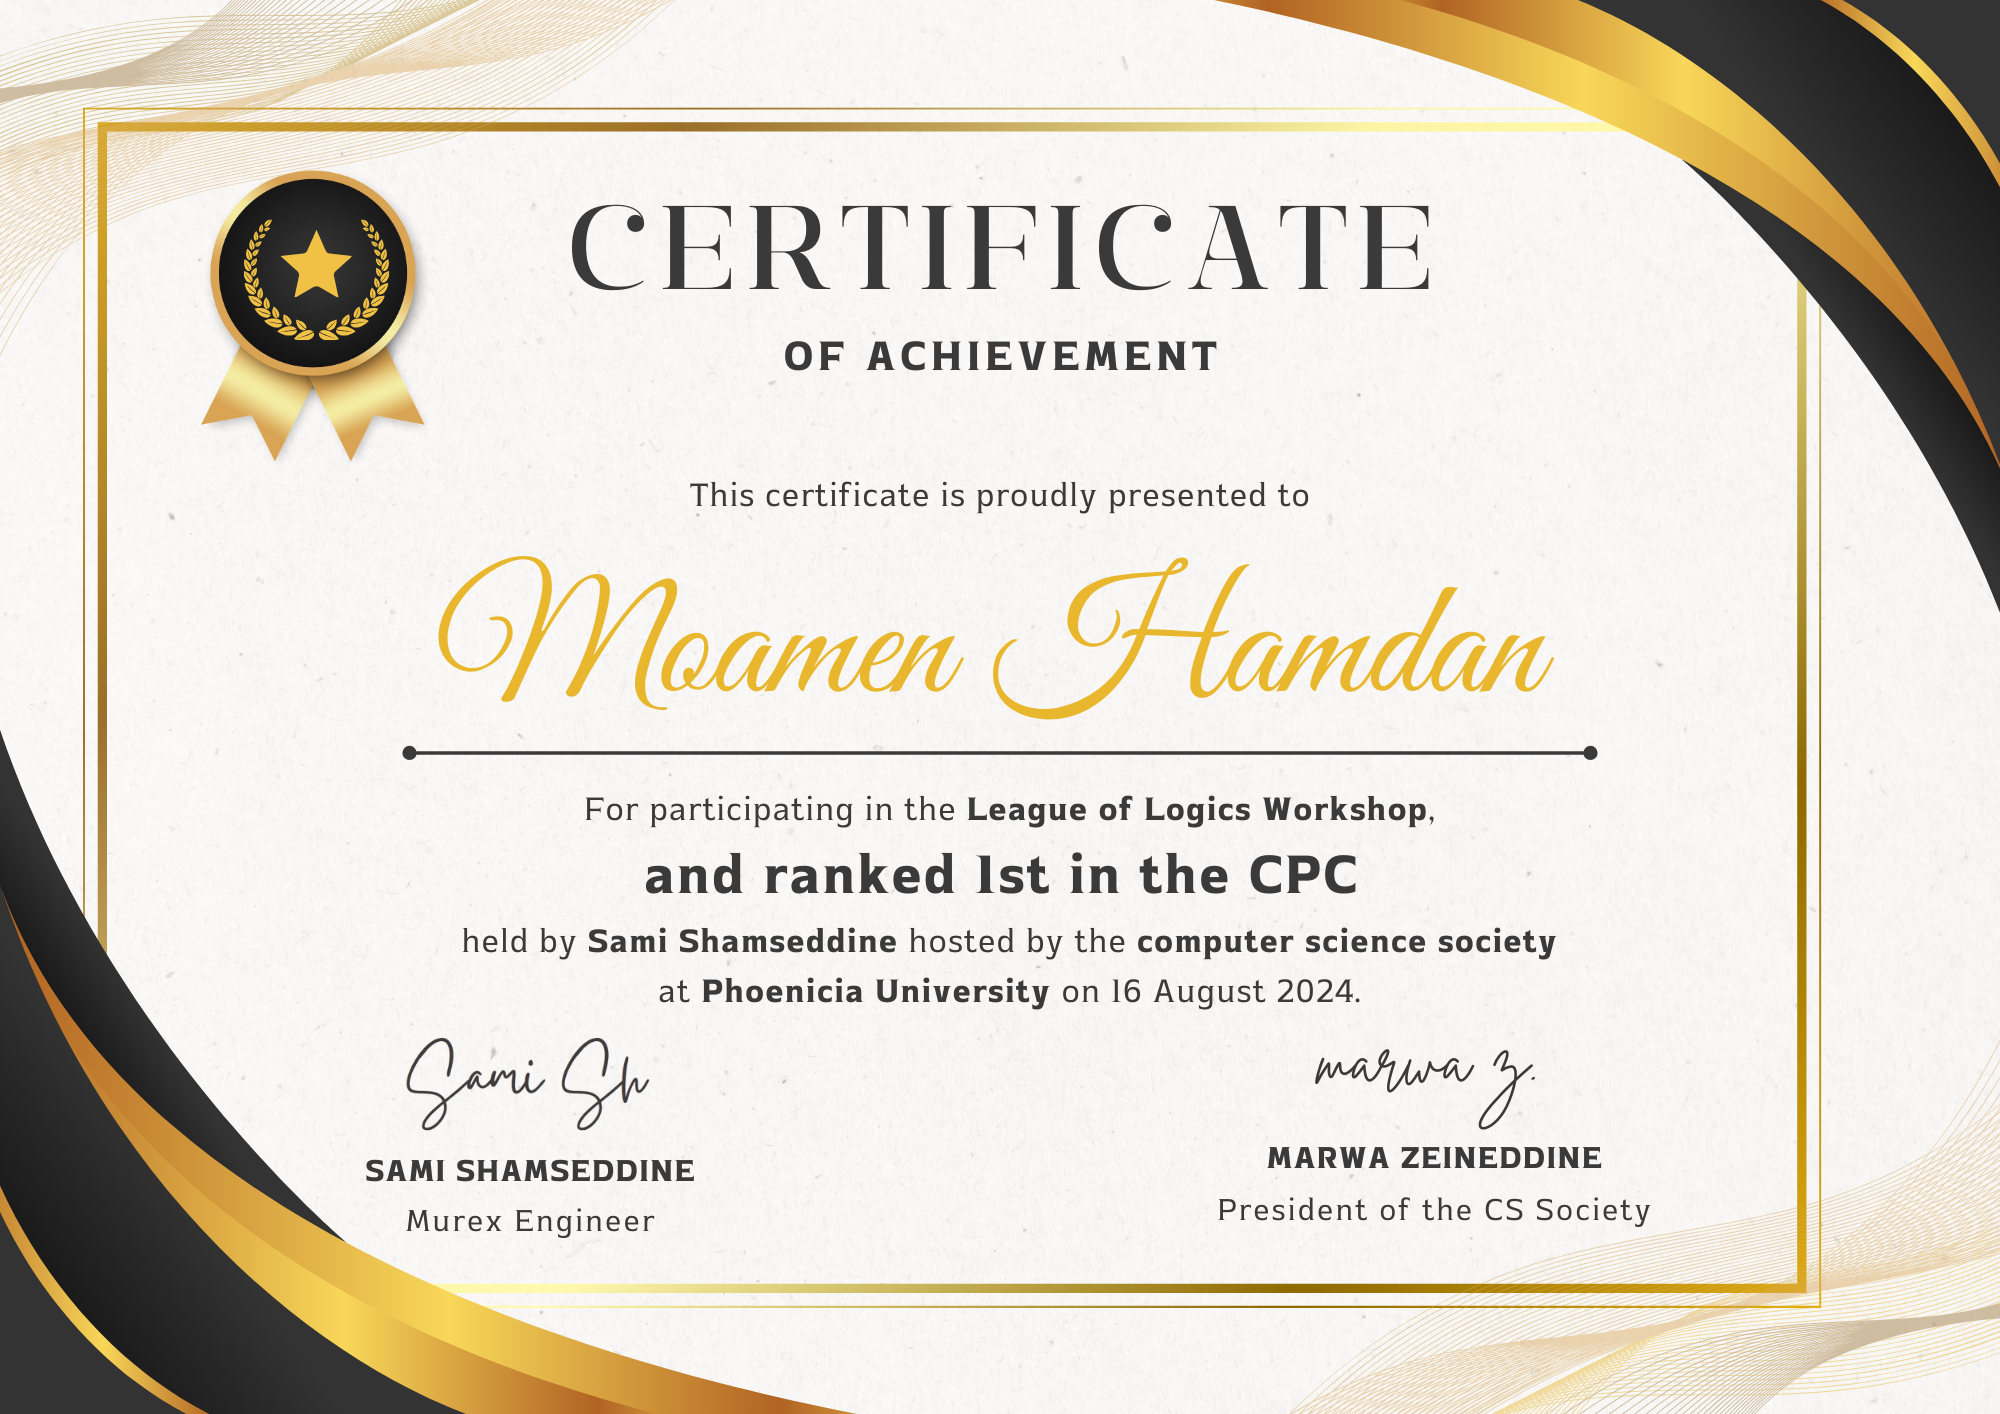 CERTIFICATE
OF ACHIEVEMENT
This certificate is proudly presented to
Moamen Hamdan
For participating in the League of Logics Workshop,
and ranked 1st in the CPC
held by Sami Shamseddine hosted by the computer science society
at Phoenicia University on 16 August 2024.
Sami Sh
SAMI SHAMSEDDINE
Murex Engineer
marwa z.
MARWA ZEINEDDINE
President of the CS Society